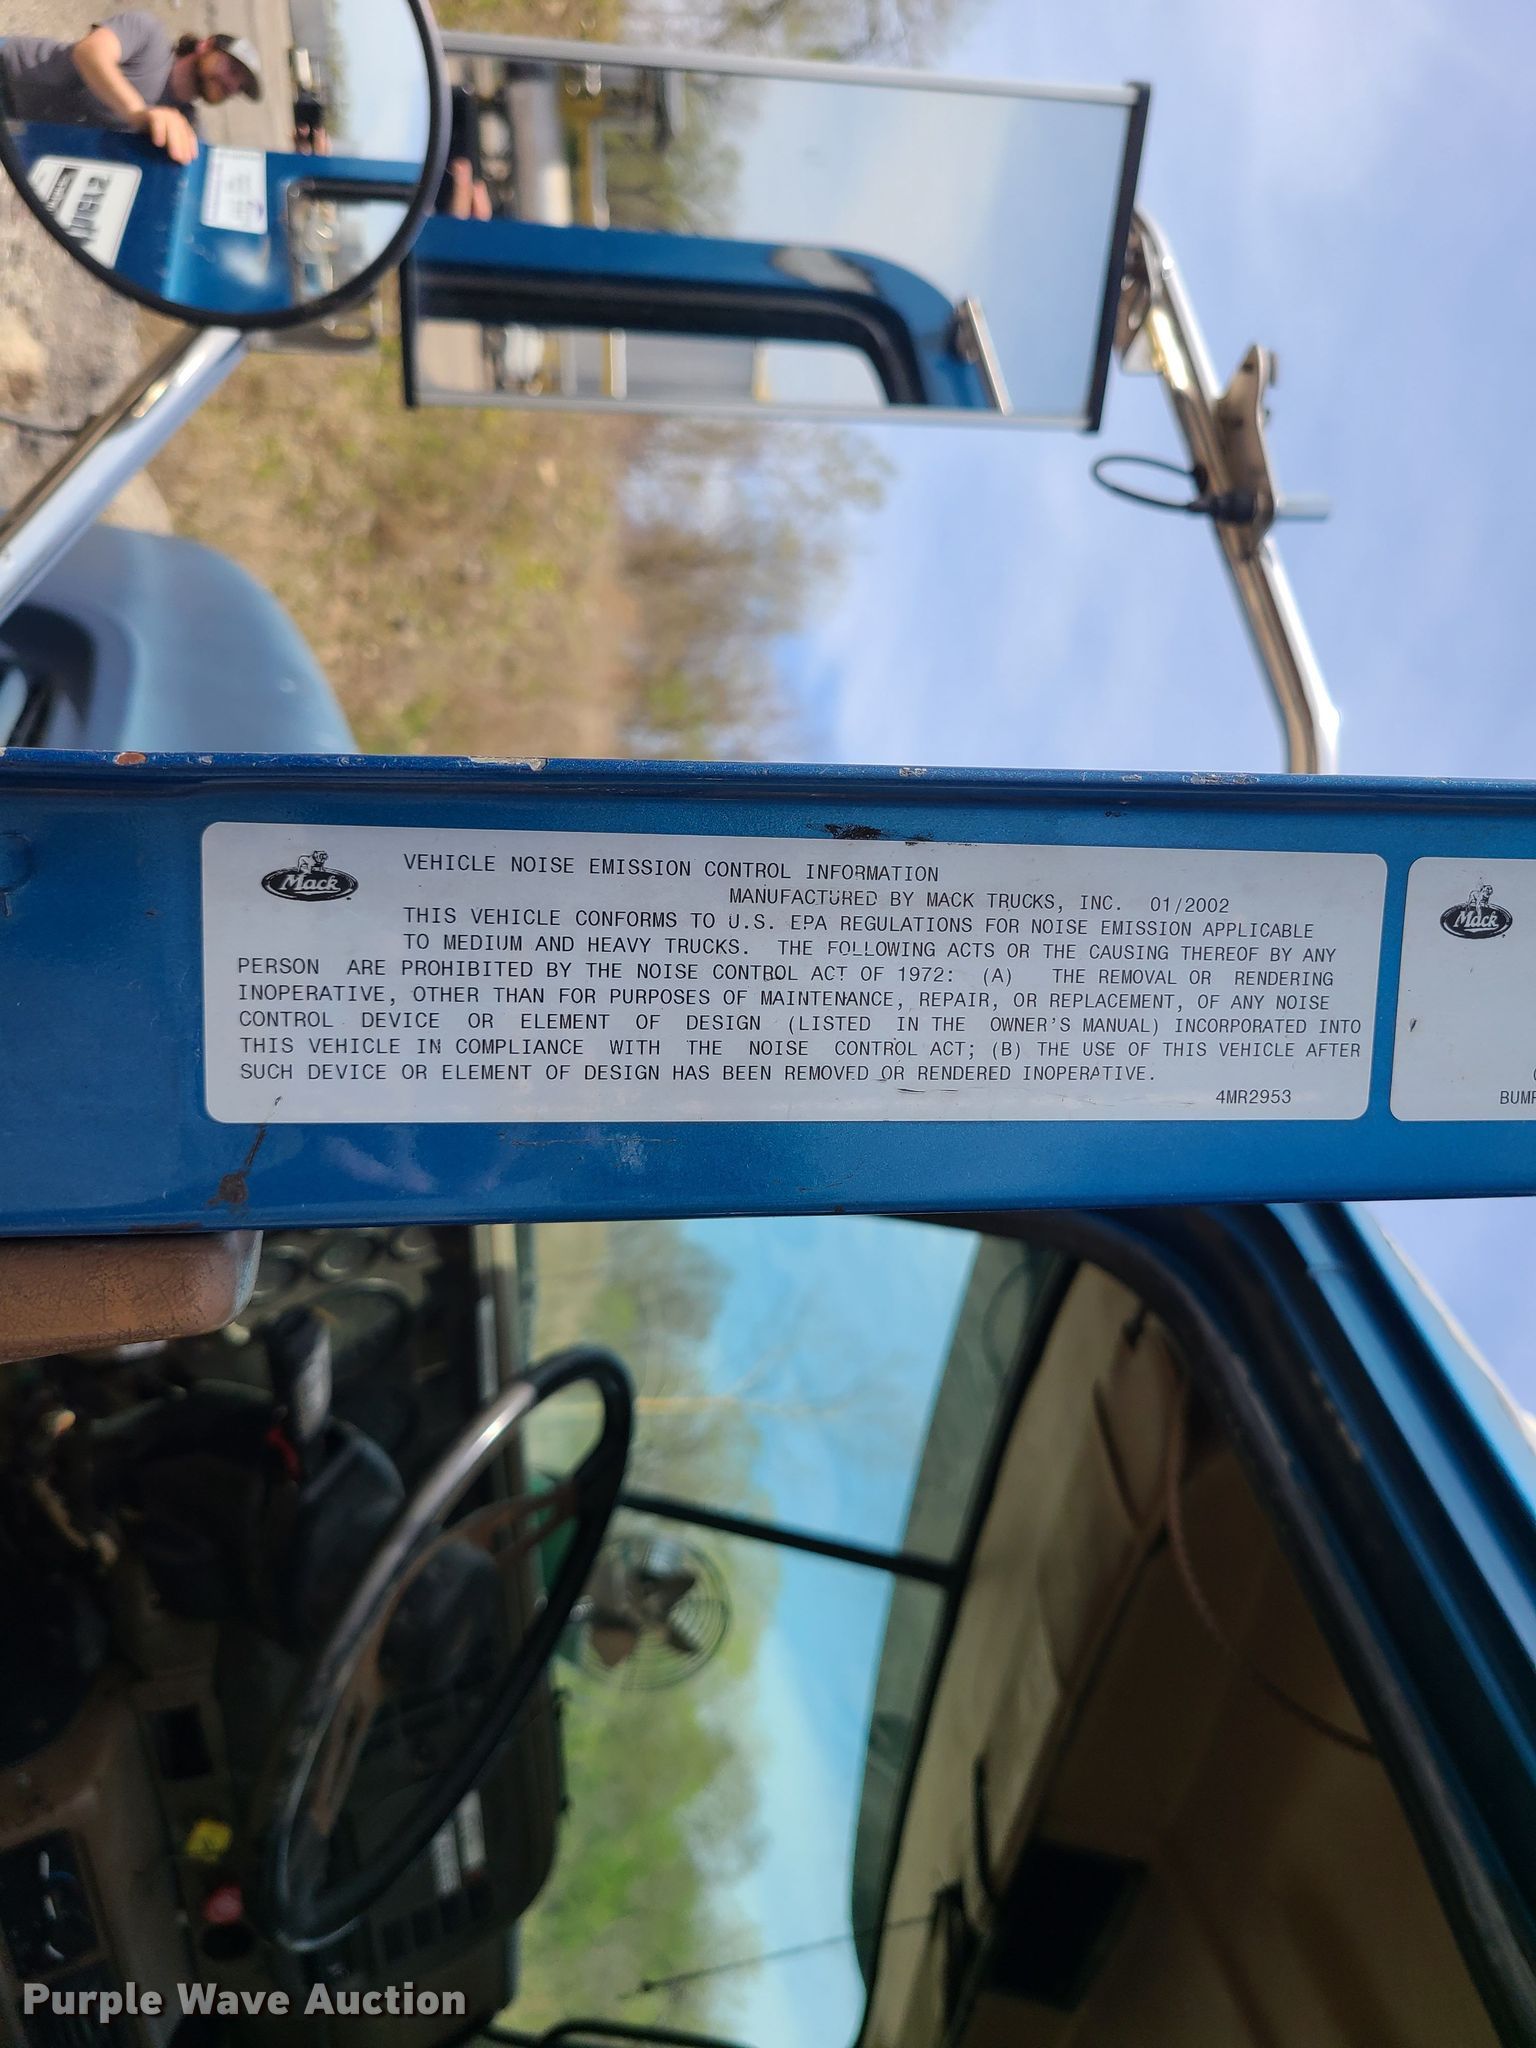 Mack
VEHICLE NOISE EMISSION CONTROL INFORMATION
MANUFACTURED BY MACK TRUCKS, INC. 01/2002
THIS VEHICLE CONFORMS TO U.S. EPA REGULATIONS FOR NOISE EMISSION APPLICABLE
TO MEDIUM AND HEAVY TRUCKS. THE FOLLOWING ACTS OR THE CAUSING THEREOF BY ANY
PERSON ARE PROHIBITED BY THE NOISE CONTROL ACT OF 1972: (A) THE REMOVAL OR RENDERING
INOPERATIVE, OTHER THAN FOR PURPOSES OF MAINTENANCE, REPAIR, OR REPLACEMENT, OF ANY NOISE
CONTROL DEVICE OR ELEMENT OF DESIGN (LISTED IN THE OWNER'S MANUAL) INCORPORATED INTO
THIS VEHICLE IN COMPLIANCE WITH THE NOISE CONTROL ACT; (B) THE USE OF THIS VEHICLE AFTER
SUCH DEVICE OR ELEMENT OF DESIGN HAS BEEN REMOVED OR RENDERED INOPERATIVE.
4MR2953
Mack
BUMP
Purple Wave Auction